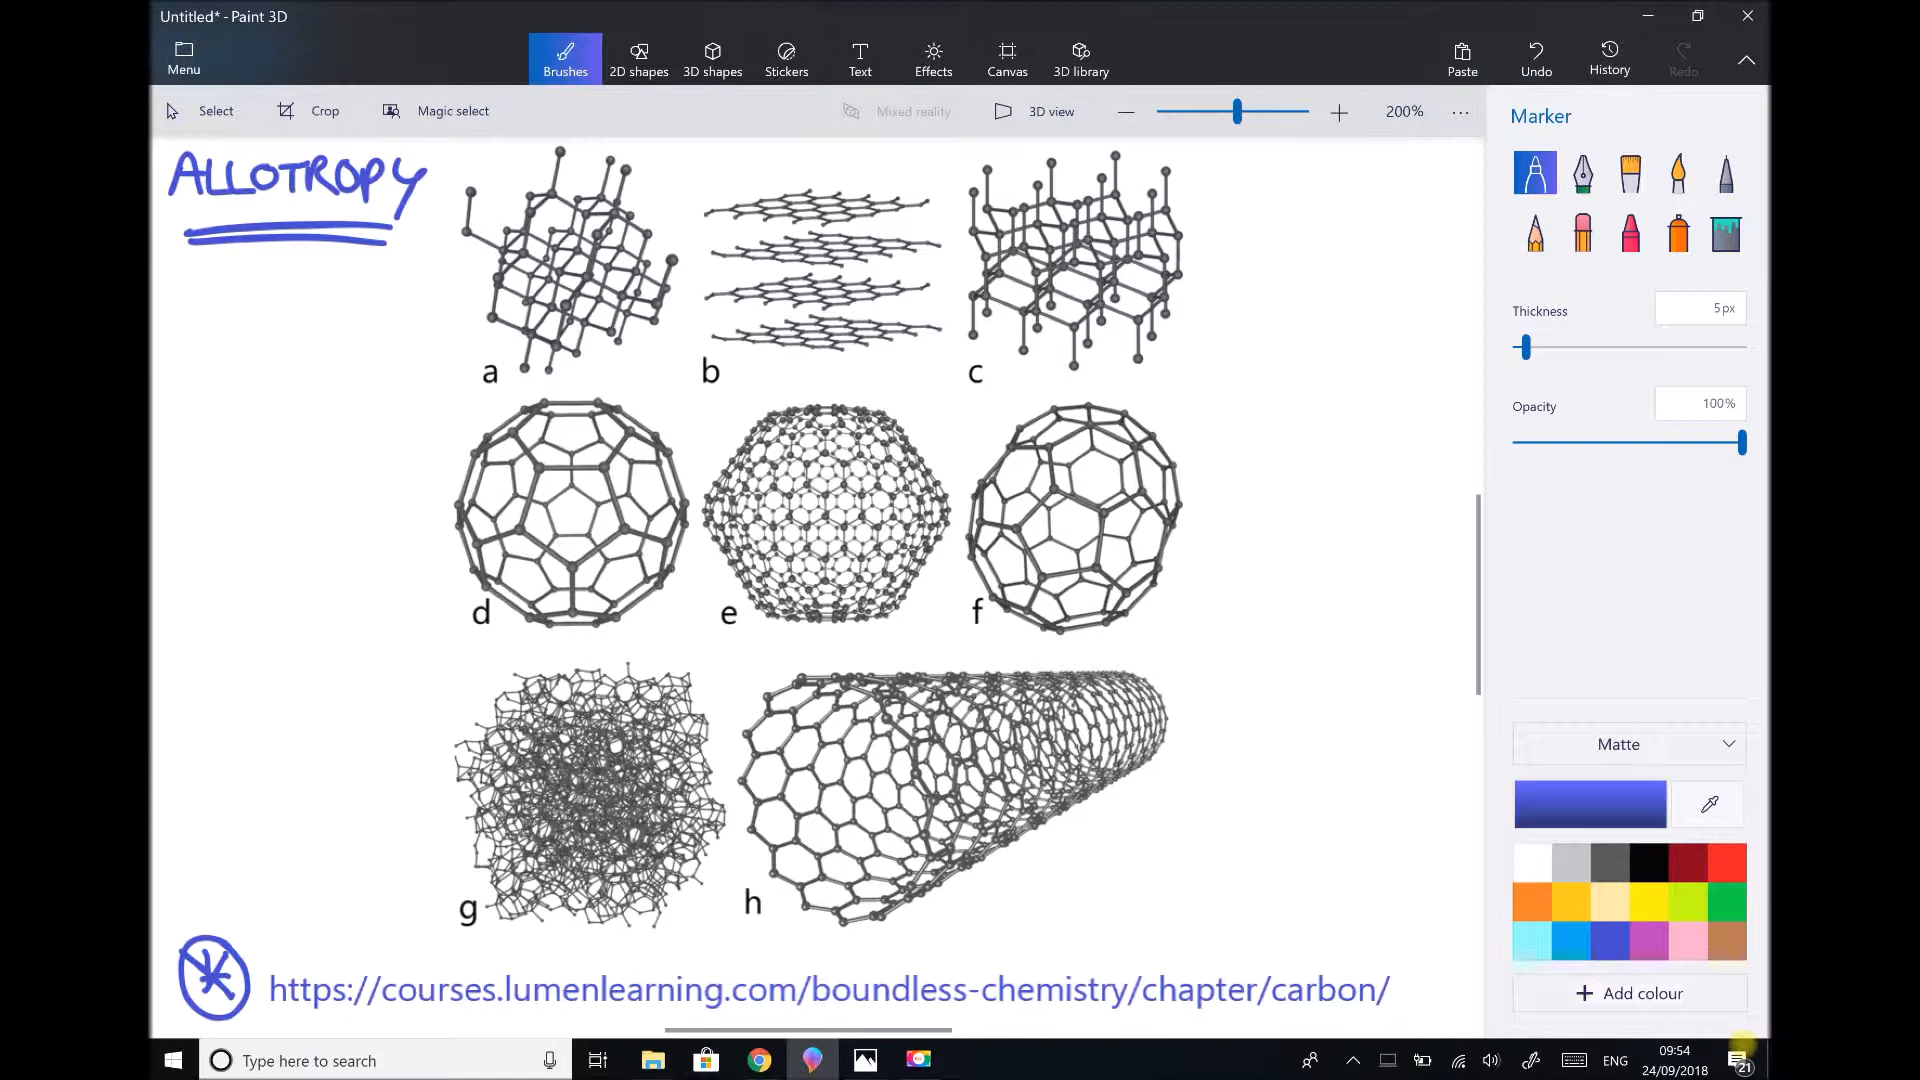 Untitled* - Paint 3D
Menu
Brushes
2D shapes
3D shapes
Stickers
Text
Effects
Canvas
3D library
Paste
Undo
History
Redo
Select
Crop
Magic select
Mixed reality
3D view
200%
Marker
Thickness
5px
Opacity
100%
Matte
Add colour
ALLOTROPY
a
b
c
d
e
f
g
h
https://courses.lumenlearning.com/boundless-chemistry/chapter/carbon/
Type here to search
ENG
09:54
24/09/2018
21